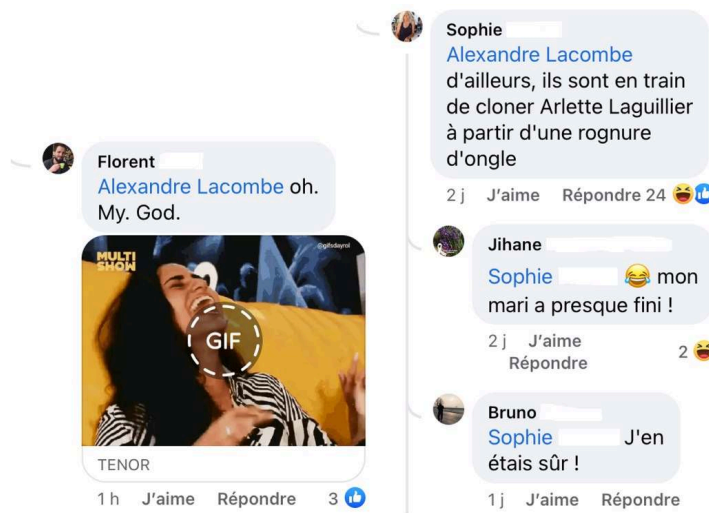 Florent
Alexandre Lacombe oh.
My. God.
MULTI
SHOW
@gifsdayrol
GIF
TENOR
1 h J'aime Répondre 3
Sophie
Alexandre Lacombe
d'ailleurs, ils sont en train
de cloner Arlette Laguillier
à partir d'une rognure
d'ongle
2 j J'aime Répondre 24
Jihane
Sophie 😂 mon
mari a presque fini !
2 j J'aime
Répondre
2
Bruno
Sophie J'en
étais sûr !
1 j J'aime Répondre